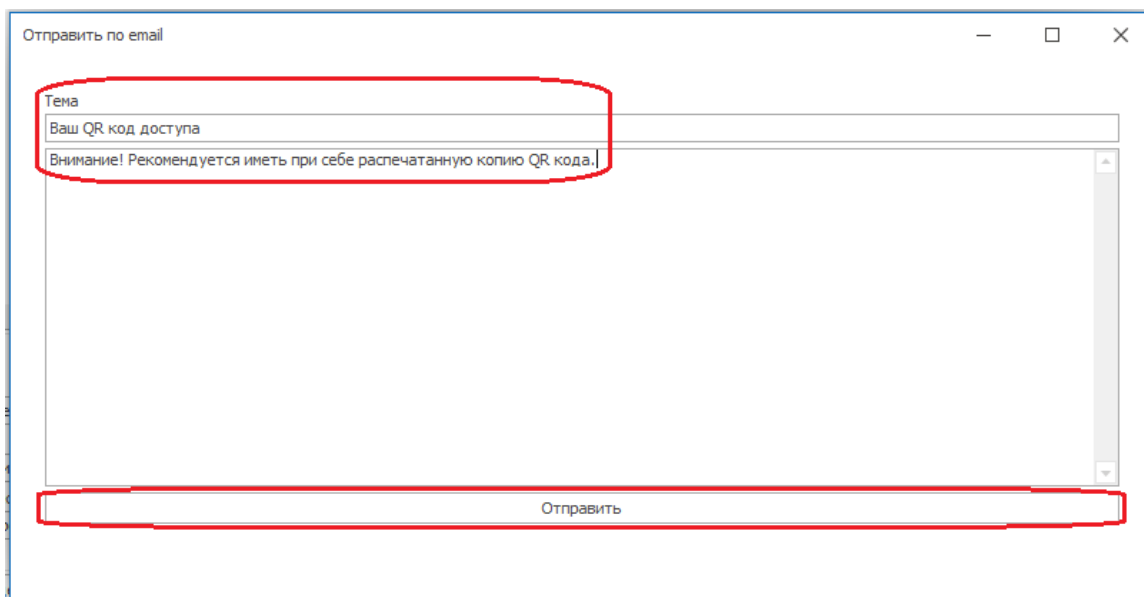 Отправить по email
Тема
Ваш QR код доступа
Внимание! Рекомендуется иметь при себе распечатанную копию QR кода.
Отправить